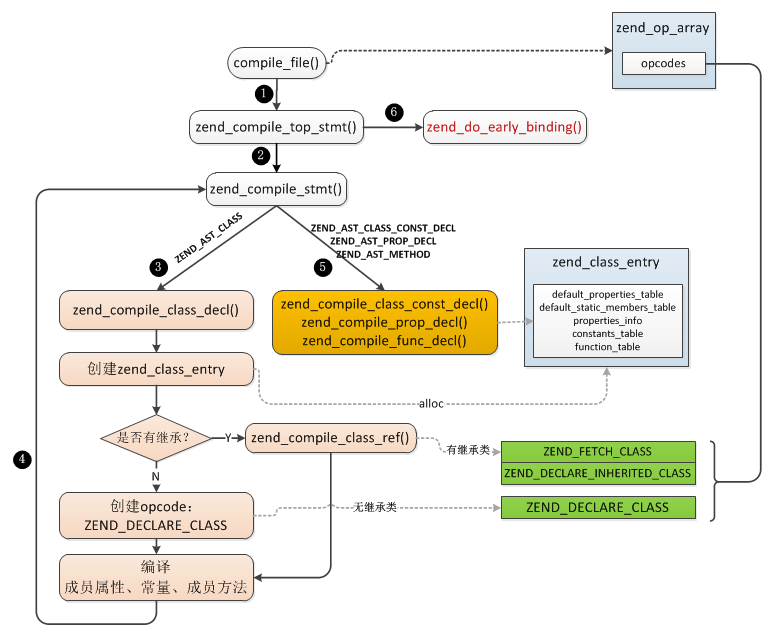 zend_op_array
opcodes
compile_file()
1
zend_compile_top_stmt()
6
zend_do_early_binding()
2
zend_compile_stmt()
ZEND_AST_CLASS
ZEND_AST_CLASS_CONST_DECL
ZEND_AST_PROP_DECL
ZEND_AST_METHOD
3
5
zend_compile_class_decl()
zend_compile_class_const_decl()
zend_compile_prop_decl()
zend_compile_func_decl()
zend_class_entry
default_properties_table
default_static_members_table
properties_info
constants_table
function_table
创建zend_class_entry
alloc
是否有继承？
Y
zend_compile_class_ref()
有继承类
ZEND_FETCH_CLASS
ZEND_DECLARE_INHERITED_CLASS
4
N
创建opcode：
ZEND_DECLARE_CLASS
无继承类
ZEND_DECLARE_CLASS
编译
成员属性、常量、成员方法